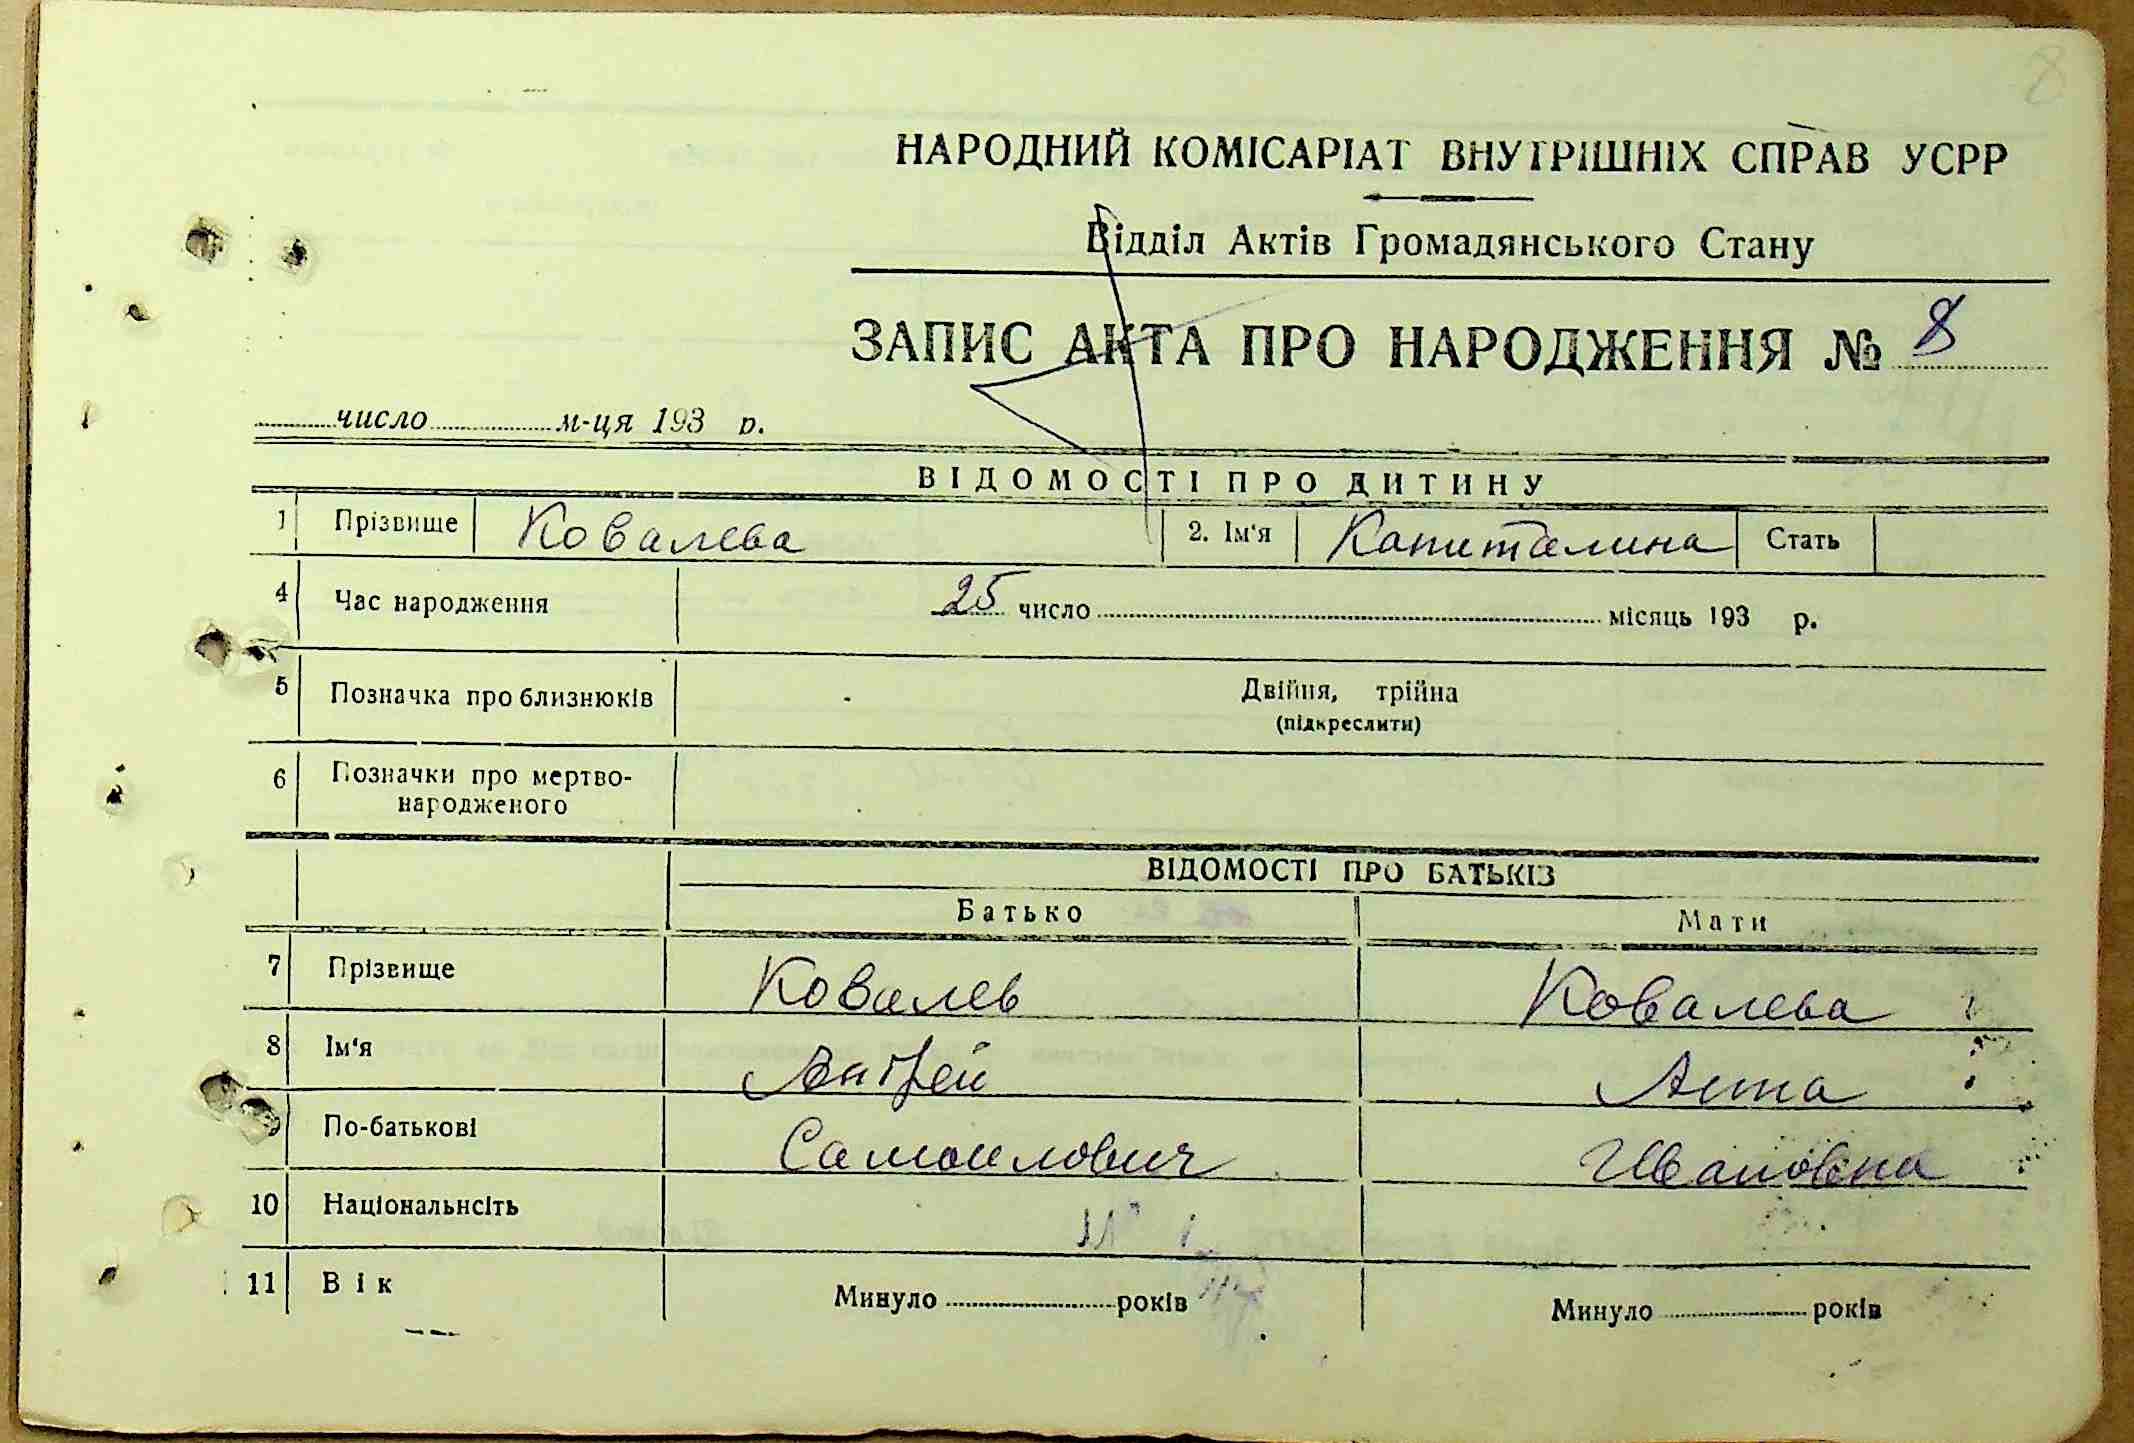 8
НАРОДНИЙ КОМІСАРІАТ ВНУТРІШНІХ СПРАВ УСРР
Відділ Актів Громадянського Стану
ЗАПИС АКТА ПРО НАРОДЖЕННЯ № 8
число м-ця 193 р.
ВІДОМОСТІ ПРО ДИТИНУ
1 Прізвище Ковалева 2. Ім'я Капиталина Стать
4 Час народження 25 число місяць 193 р.
5 Позначка про близнюків Двійня, трійна
(підкреслити)
6 Позначки про мертво-
народженого
ВІДОМОСТІ ПРО БАТЬКІВ
Батько Мати
7 Прізвище Ковалев Ковалева
8 Ім'я Андрей Анна
9 По-батькові Самоилович Ивановна
10 Національнсіть
11 Вік Минуло років Минуло років